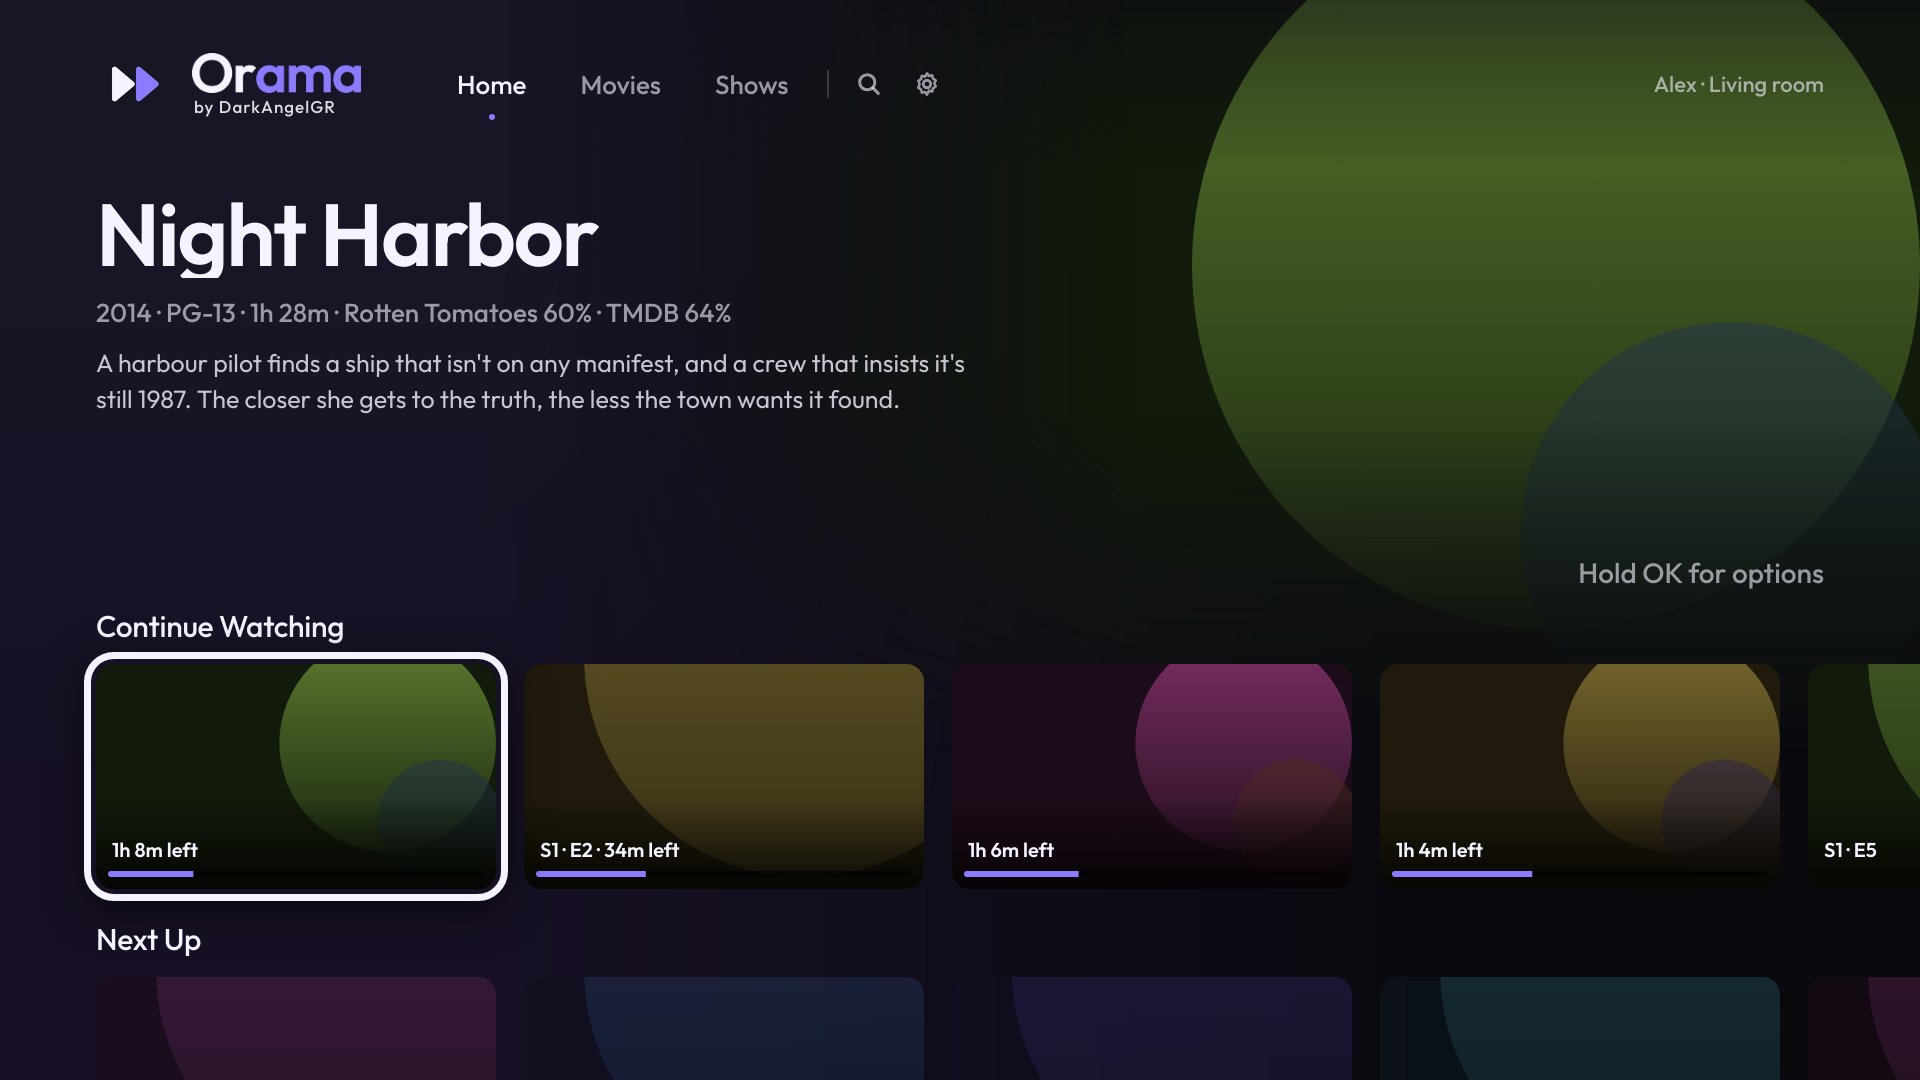 Orama
by DarkAngelGR
Home
Movies
Shows
Alex · Living room
Night Harbor
2014 · PG-13 · 1h 28m · Rotten Tomatoes 60% · TMDB 64%
A harbour pilot finds a ship that isn't on any manifest, and a crew that insists it's
still 1987. The closer she gets to the truth, the less the town wants it found.
Hold OK for options
Continue Watching
1h 8m left
S1 · E2 · 34m left
1h 6m left
1h 4m left
S1 · E5
Next Up